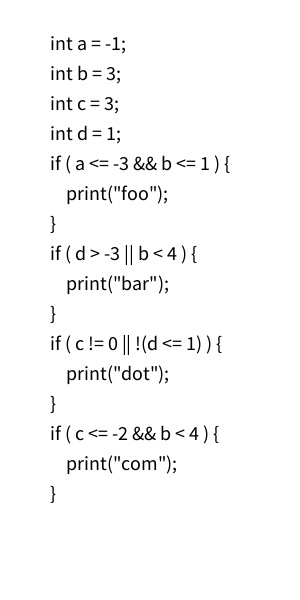 int a = -1;
int b = 3;
int c = 3;
int d = 1;
if ( a <= -3 && b <= 1 ) {
    print("foo");
}
if ( d > -3 || b < 4 ) {
    print("bar");
}
if ( c != 0 || !(d <= 1) ) {
    print("dot");
}
if ( c <= -2 && b < 4 ) {
    print("com");
}